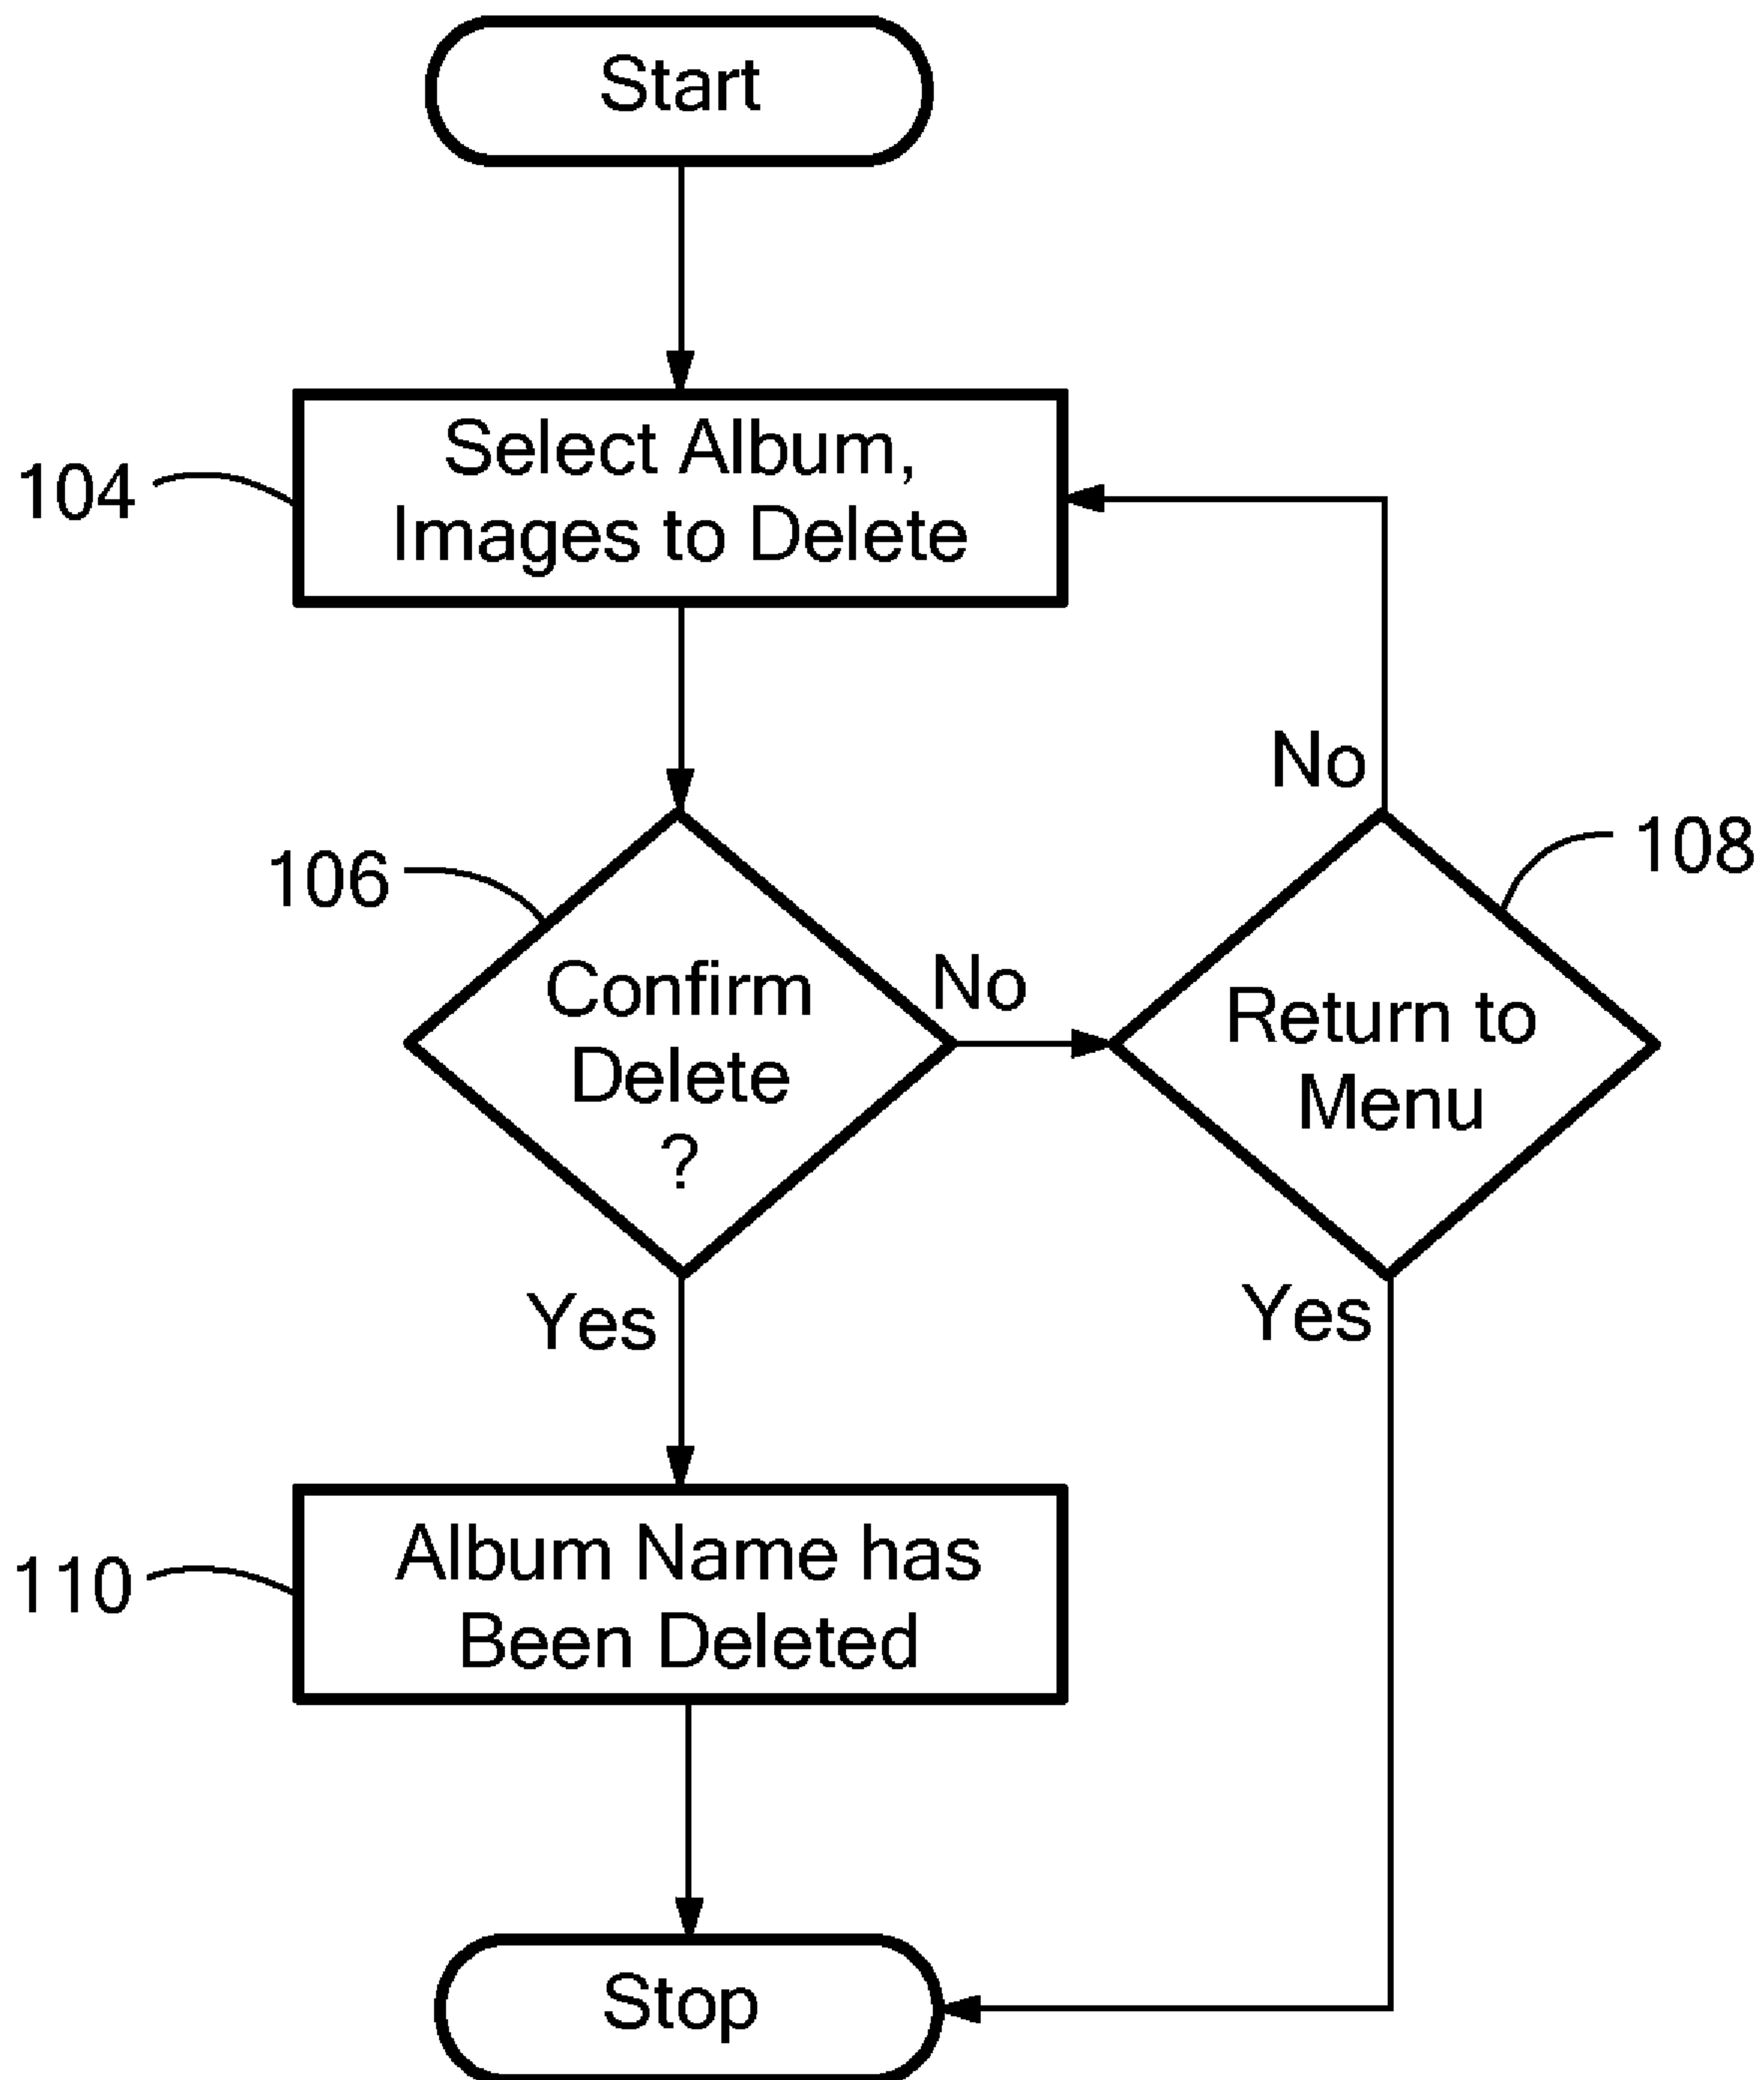 Start
104
Select Album,
Images to Delete
No
106
108
Confirm
Delete
?
No
Return to
Menu
Yes
Yes
110
Album Name has
Been Deleted
Stop